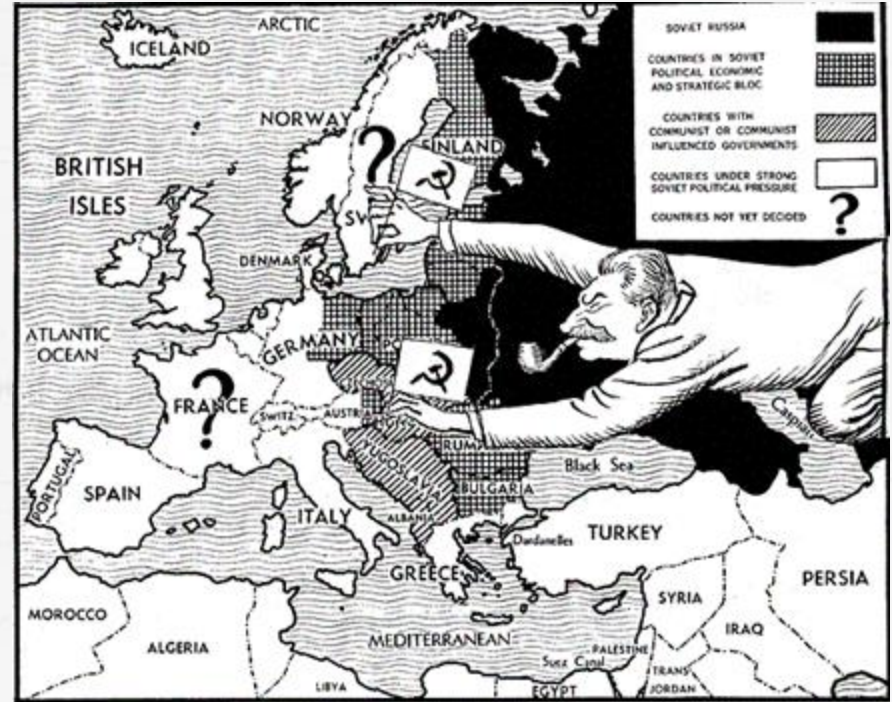 ARCTIC
ICELAND
SOVIET RUSSIA
COUNTRIES IN SOVIET
POLITICAL ECONOMIC
AND STRATEGIC BLOC
COUNTRIES WITH
COMMUNIST OR COMMUNIST
INFLUENCED GOVERNMENTS
COUNTRIES UNDER STRONG
SOVIET POLITICAL PRESSURE
COUNTRIES NOT YET DECIDED ?
NORWAY
?
FINLAND
BRITISH
ISLES
SW
DENMARK
ATLANTIC
OCEAN
GERMANY
PO
?
FRANCE
SWITZ.
AUSTRIA
Caspian
RUM
Black Sea
YUGOSLAVIA
BULGARIA
PORTUGAL
SPAIN
ITALY
ALBANIA
Dardanelles
TURKEY
GREECE
PERSIA
SYRIA
MOROCCO
ALGERIA
IRAQ
MEDITERRANEAN
PALESTINE
Suez Canal
TRANS
JORDAN
LIBYA
EGYPT